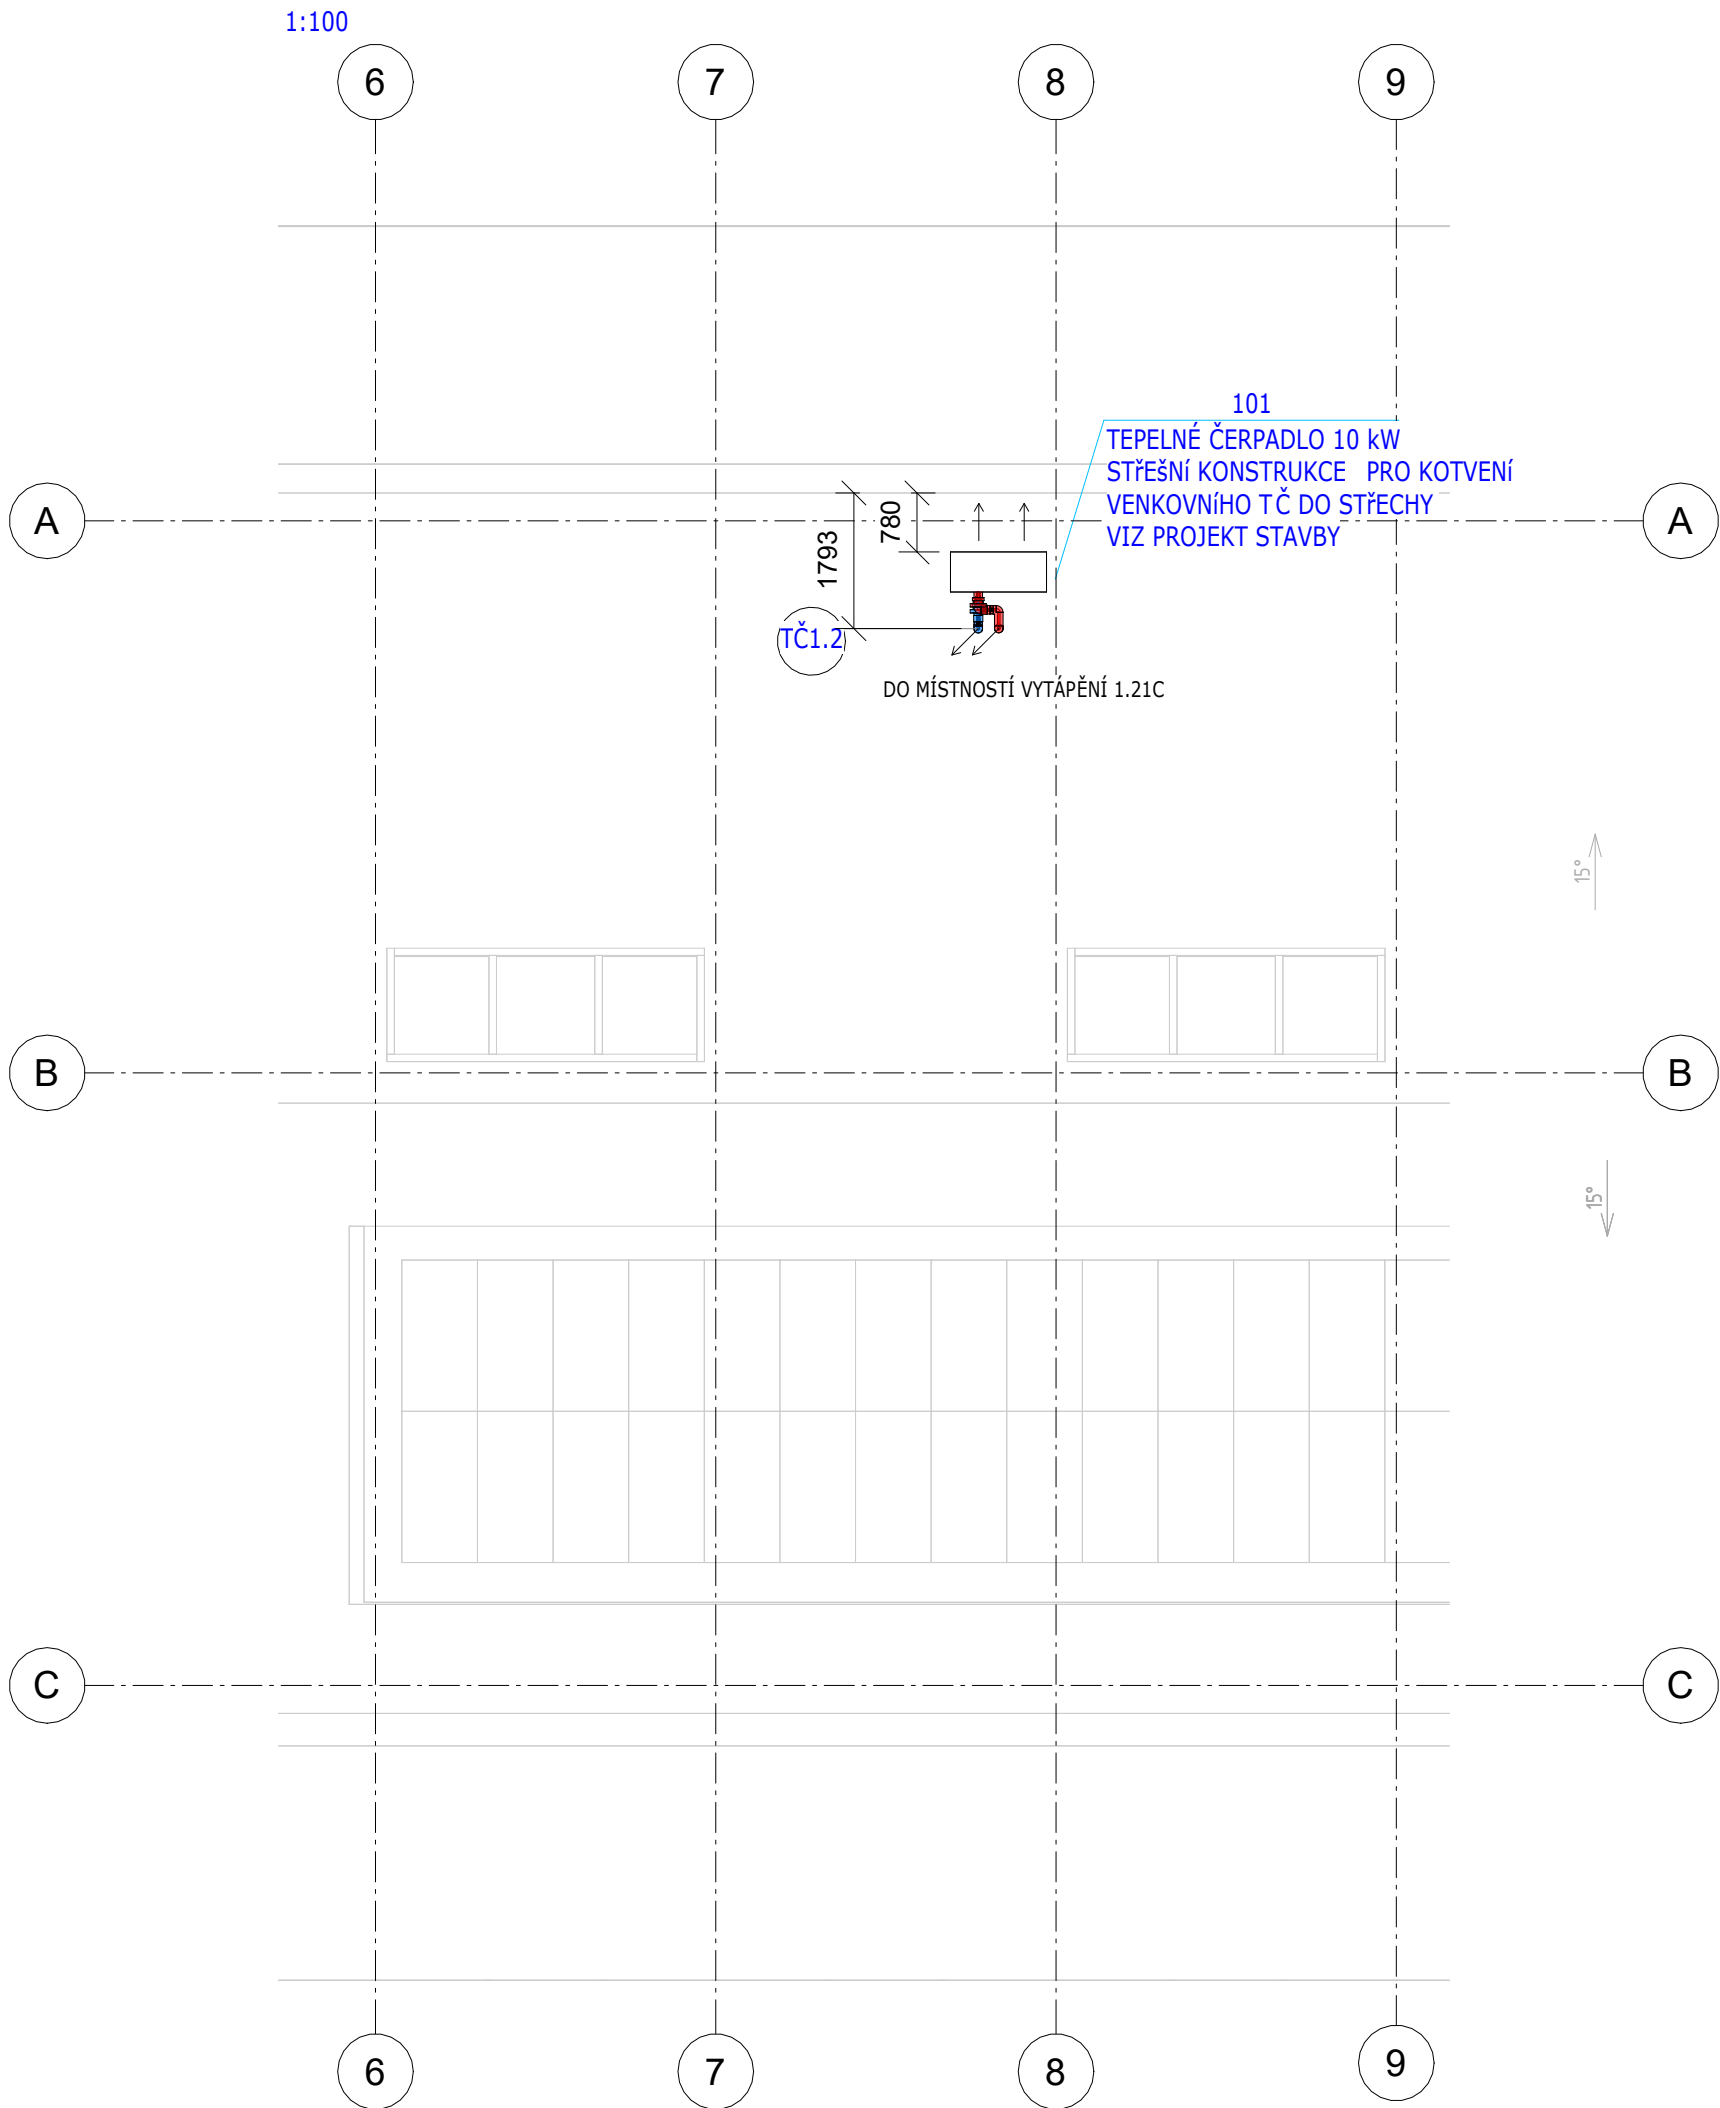 1:100
6 7 8 9
101
TEPELNÉ ČERPADLO 10 kW
STřEŠNí KONSTRUKCE PRO KOTVENí
VENKOVNíHO TČ DO STřECHY
VIZ PROJEKT STAVBY
A A
780
1793
TČ1.2
DO MÍSTNOSTÍ VYTÁPĚNÍ 1.21C
15°
B B
15°
C C
6 7 8 9